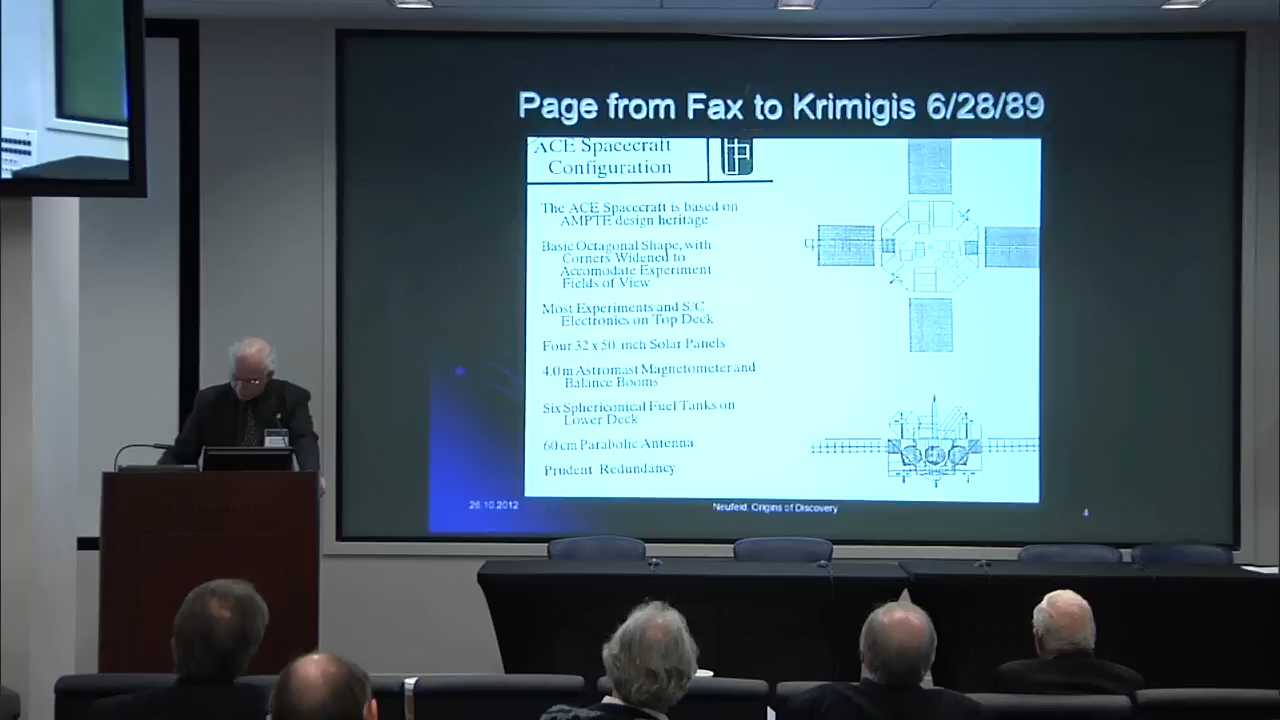 Page from Fax to Krimigis 6/28/89
ACE Spacecraft
Configuration
The ACE Spacecraft is based on
AMPTE design heritage
Basic Octagonal Shape, with
Corners Widened to
Accomodate Experiment
Fields of View
Most Experiments and S/C
Electronics on Top Deck
Four 32 x 50 inch Solar Panels
4.0 m Astromast Magnetometer and
Balance Booms
Six Sphericonical Fuel Tanks on
Lower Deck
60 cm Parabolic Antenna
Prudent Redundancy
26.10.2012
Neufeld, Origins of Discovery
4